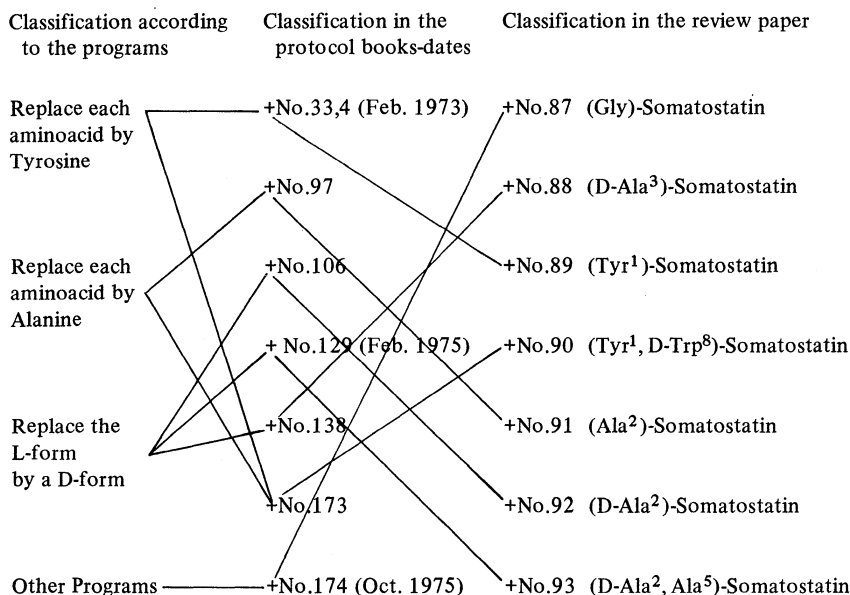 Classification according
to the programs
Classification in the
protocol books-dates
Classification in the review paper
Replace each
aminoacid by
Tyrosine
+No.33,4 (Feb. 1973)
+No.87 (Gly)-Somatostatin
+No.97
+No.88 (D-Ala³)-Somatostatin
Replace each
aminoacid by
Alanine
+No.106
+No.89 (Tyr¹)-Somatostatin
+ No.129 (Feb. 1975)
+No.90 (Tyr¹, D-Trp⁸)-Somatostatin
Replace the
L-form
by a D-form
+No.138
+No.91 (Ala²)-Somatostatin
+No.173
+No.92 (D-Ala²)-Somatostatin
Other Programs
+No.174 (Oct. 1975)
+No.93 (D-Ala², Ala⁵)-Somatostatin